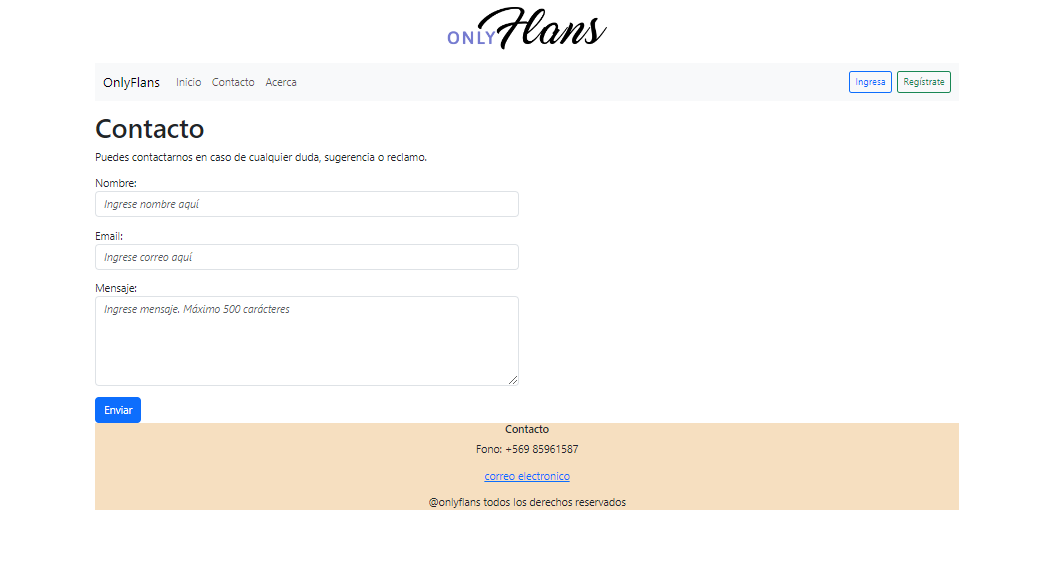 ONLY Flans
OnlyFlans Inicio Contacto Acerca Ingresa Regístrate
Contacto
Puedes contactarnos en caso de cualquier duda, sugerencia o reclamo.
Nombre:
Ingrese nombre aquí
Email:
Ingrese correo aquí
Mensaje:
Ingrese mensaje. Máximo 500 carácteres
Enviar
Contacto
Fono: +569 85961587
correo electronico
@onlyflans todos los derechos reservados